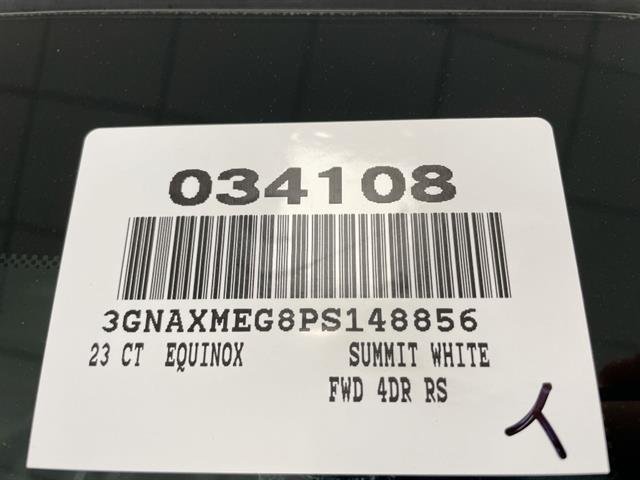 034108
3GNAXMEG8PS148856
23 CT EQUINOX SUMMIT WHITE
FWD 4DR RS